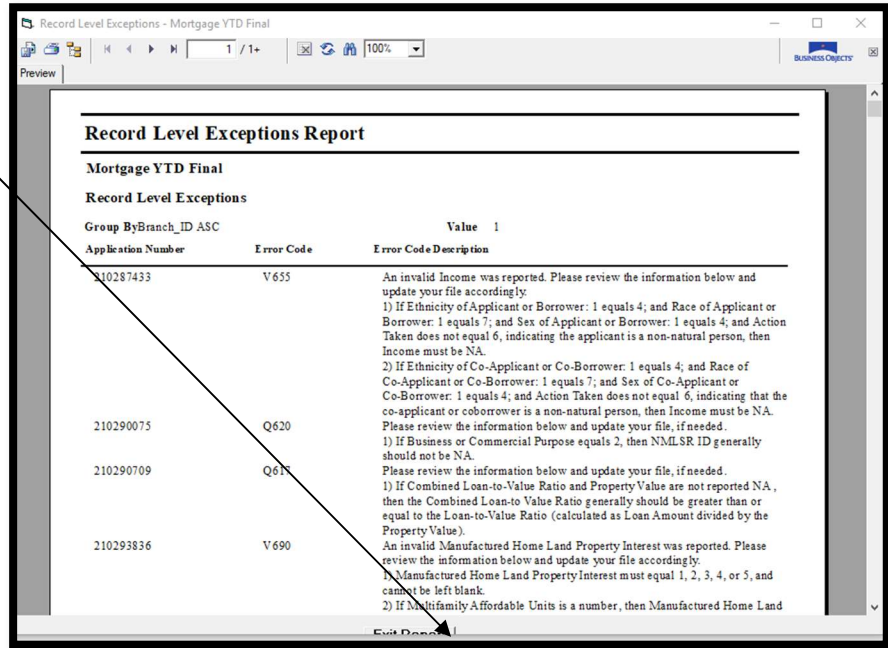 Record Level Exceptions - Mortgage YTD Final
1 / 1+ 100%
BUSINESS OBJECTS
Preview
Record Level Exceptions Report
Mortgage YTD Final
Record Level Exceptions
Group ByBranch_ID ASC Value 1
Application Number Error Code Error Code Description
210287433 V655 An invalid Income was reported. Please review the information below and
update your file accordingly.
1) If Ethnicity of Applicant or Borrower: 1 equals 4; and Race of Applicant or
Borrower: 1 equals 7; and Sex of Applicant or Borrower: 1 equals 4; and Action
Taken does not equal 6, indicating the applicant is a non-natural person, then
Income must be NA.
2) If Ethnicity of Co-Applicant or Co-Borrower: 1 equals 4; and Race of
Co-Applicant or Co-Borrower: 1 equals 7; and Sex of Co-Applicant or
Co-Borrower: 1 equals 4; and Action Taken does not equal 6, indicating that the
co-applicant or coborrower is a non-natural person, then Income must be NA.
210290075 Q620 Please review the information below and update your file, if needed.
1) If Business or Commercial Purpose equals 2, then NMLSR ID generally
should not be NA.
210290709 Q617 Please review the information below and update your file, if needed.
1) If Combined Loan-to-Value Ratio and Property Value are not reported NA ,
then the Combined Loan-to Value Ratio generally should be greater than or
equal to the Loan-to-Value Ratio (calculated as Loan Amount divided by the
Property Value).
210293836 V690 An invalid Manufactured Home Land Property Interest was reported. Please
review the information below and update your file accordingly.
1) Manufactured Home Land Property Interest must equal 1, 2, 3, 4, or 5, and
cannot be left blank.
2) If Multifamily Affordable Units is a number, then Manufactured Home Land
Exit Report